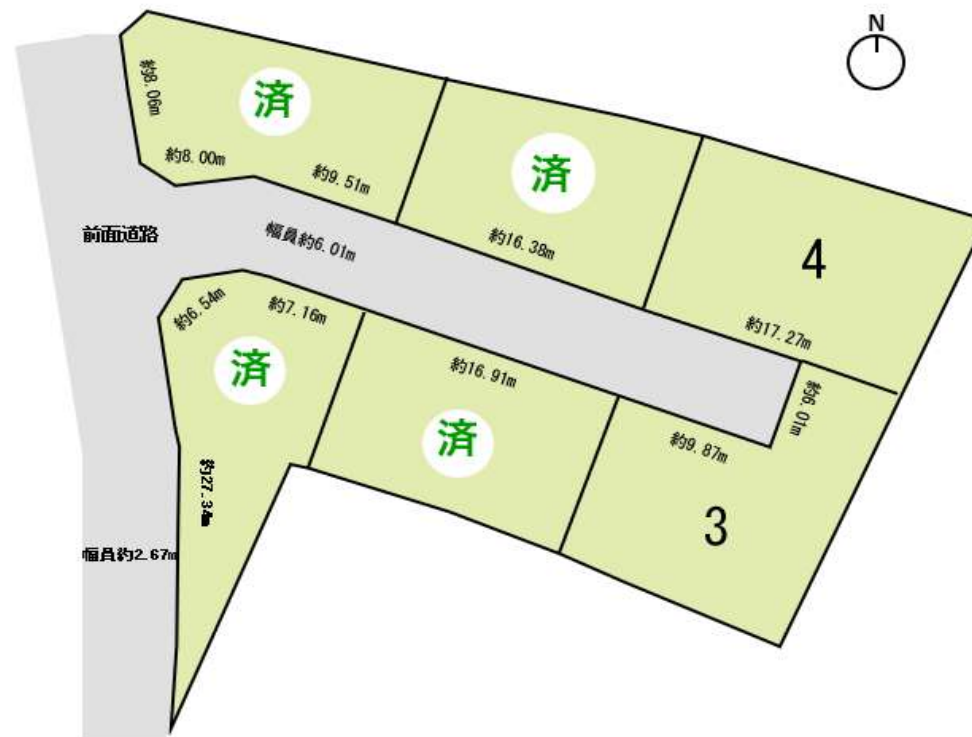 N
済
約8.06m
約8.00m
約9.51m
済
約16.38m
4
約17.27m
前面道路
幅員約6.01m
約6.54m
約7.16m
済
約27.34m
幅員約2.67m
約16.91m
済
約9.87m
約6.01m
3